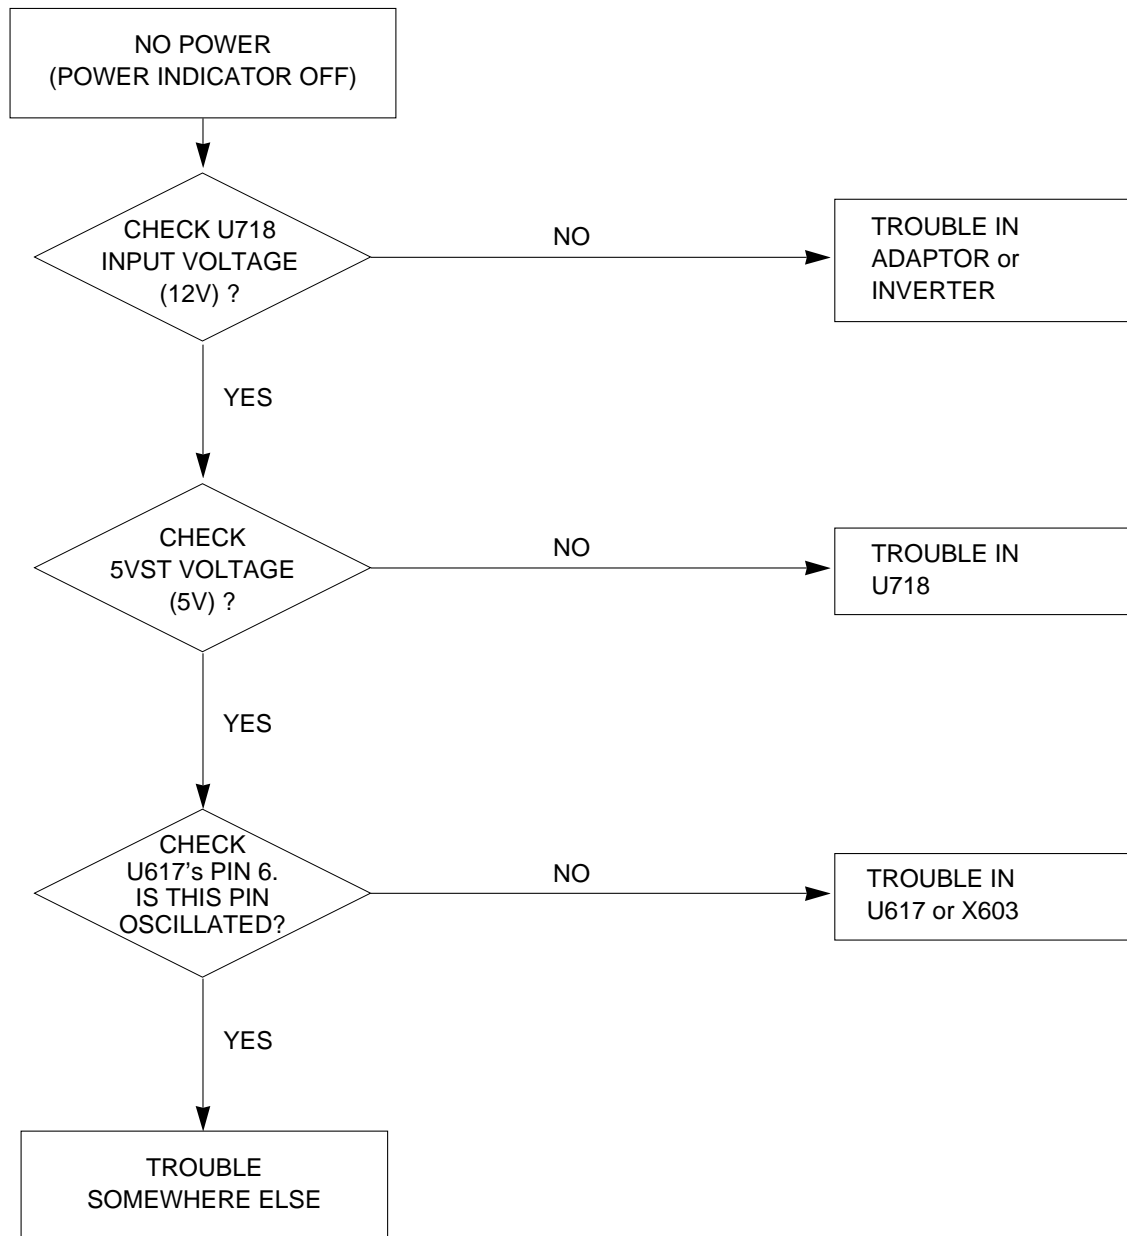 NO POWER
(POWER INDICATOR OFF)
CHECK U718
INPUT VOLTAGE
(12V) ?
NO
TROUBLE IN
ADAPTOR or
INVERTER
YES
CHECK
5VST VOLTAGE
(5V) ?
NO
TROUBLE IN
U718
YES
CHECK
U617’s PIN 6.
IS THIS PIN
OSCILLATED?
NO
TROUBLE IN
U617 or X603
YES
TROUBLE
SOMEWHERE ELSE